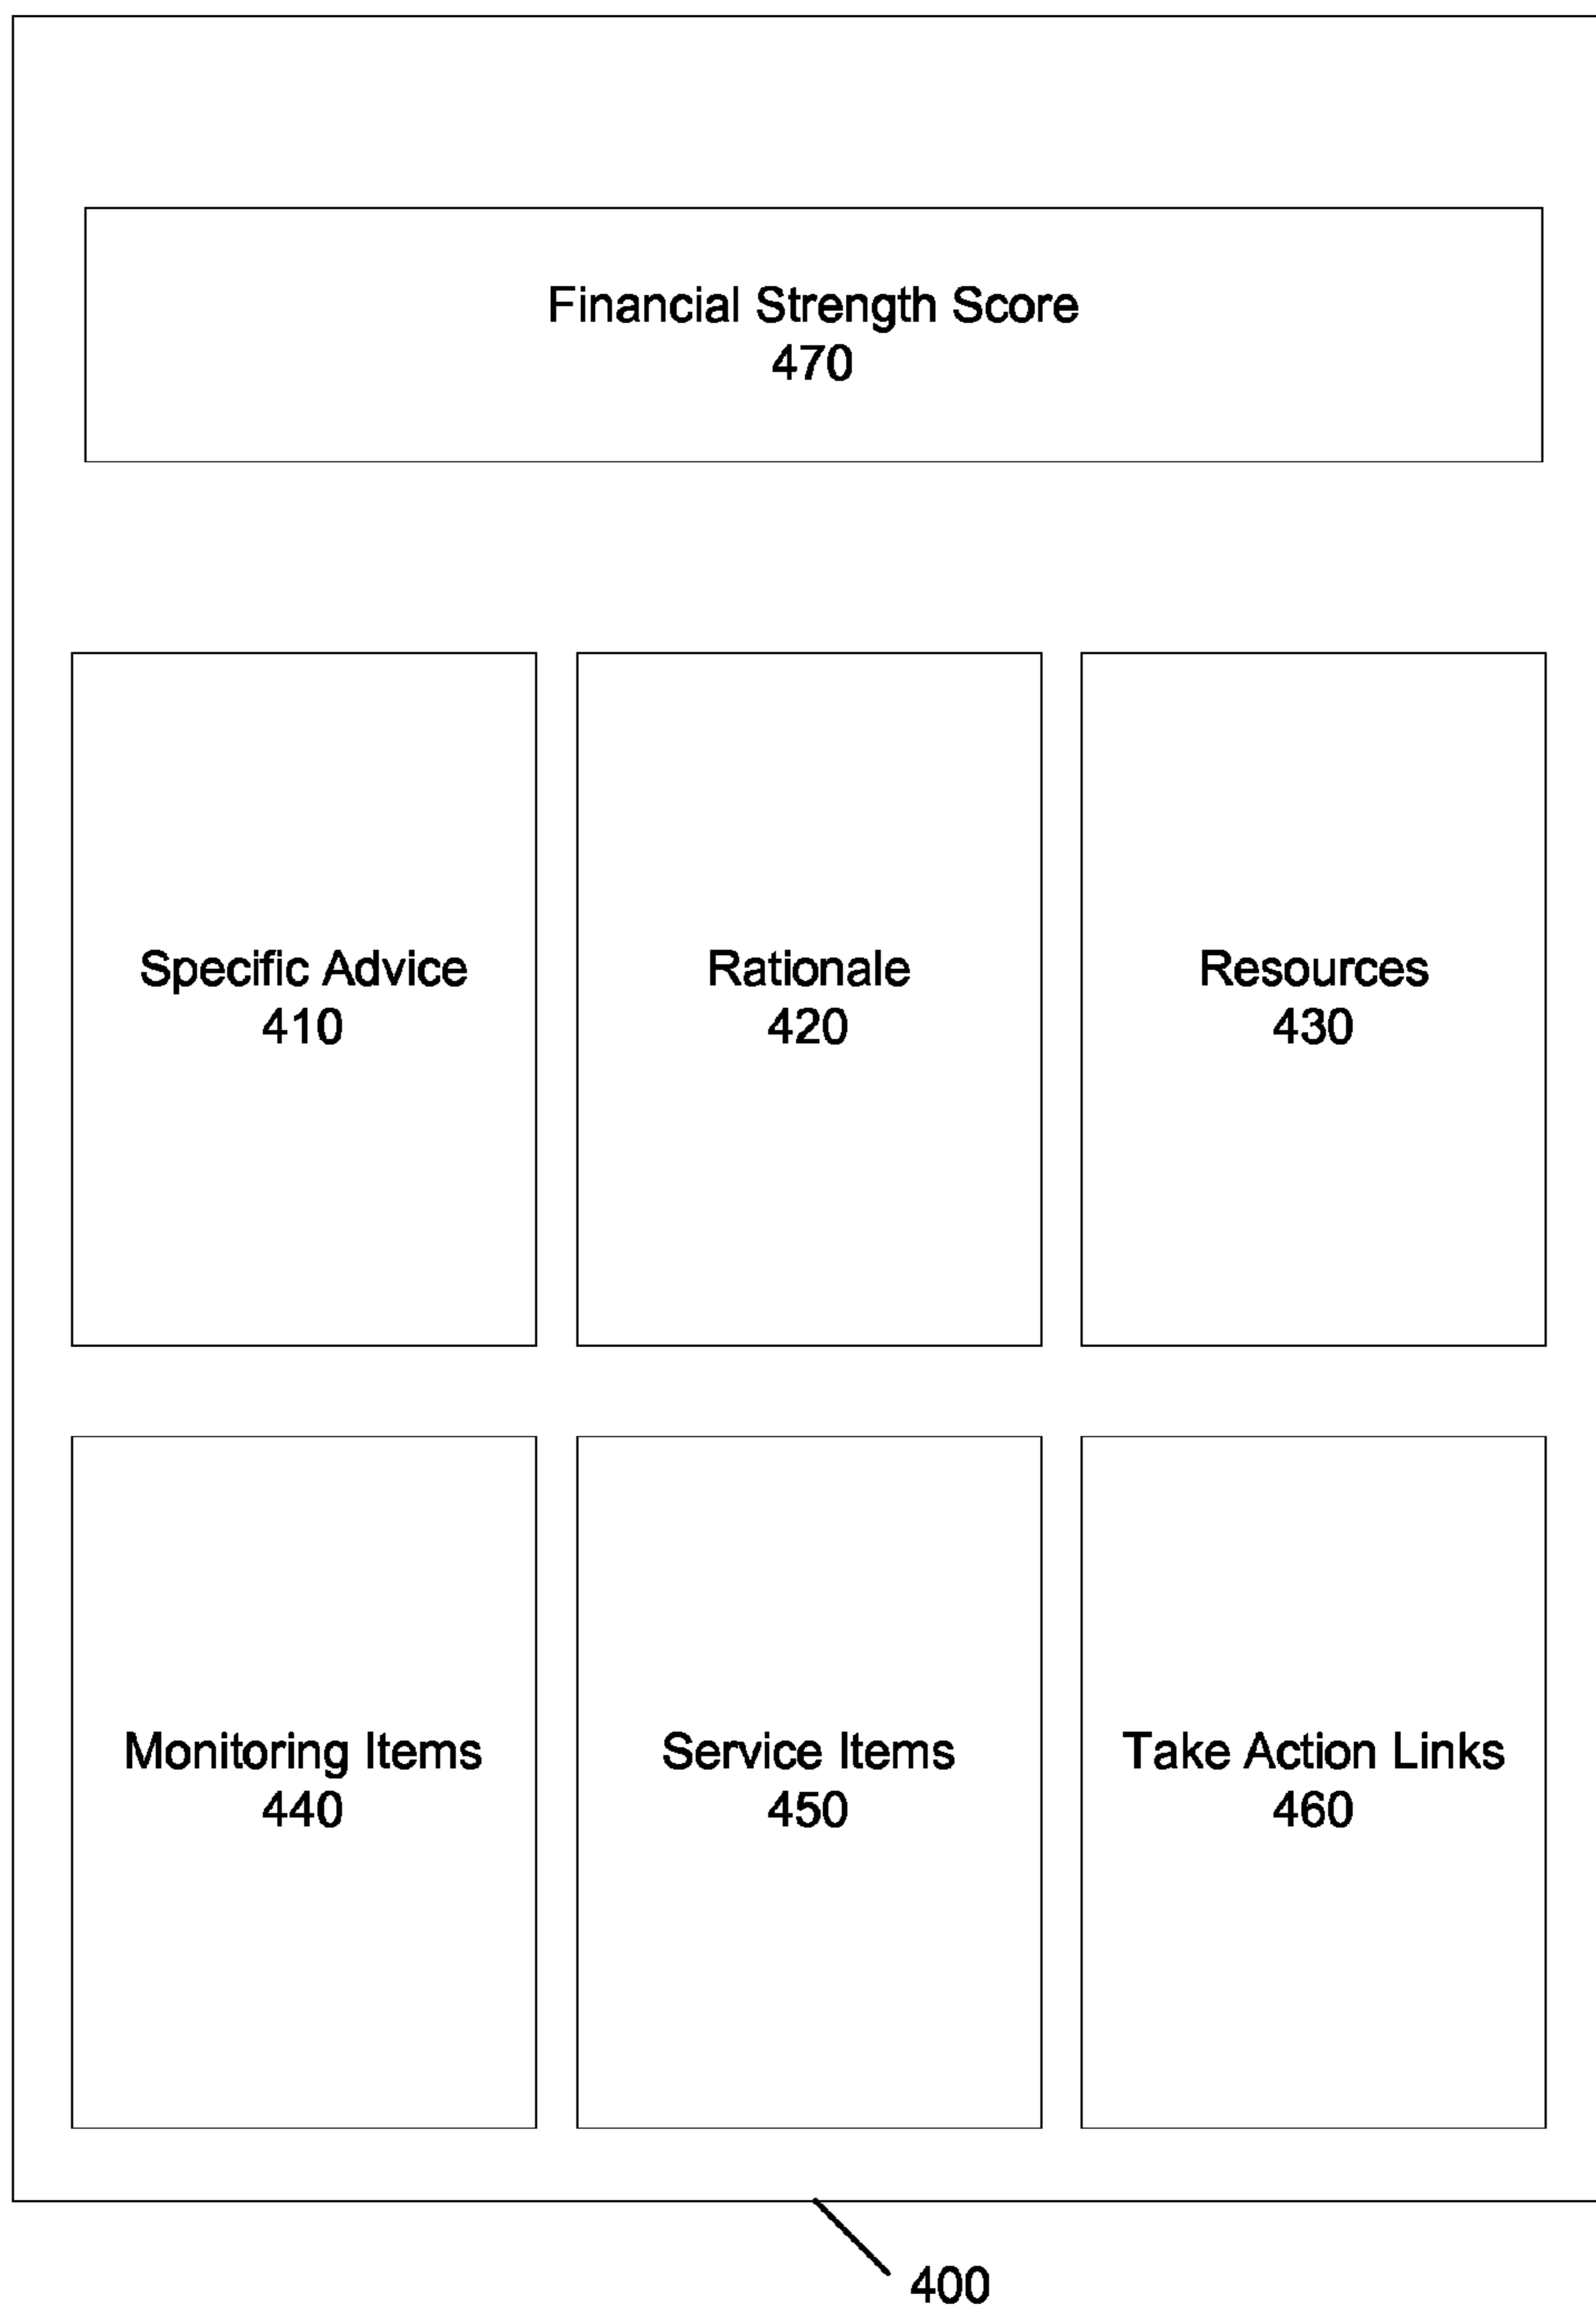 Financial Strength Score
470
Specific Advice
410
Rationale
420
Resources
430
Monitoring Items
440
Service Items
450
Take Action Links
460
400